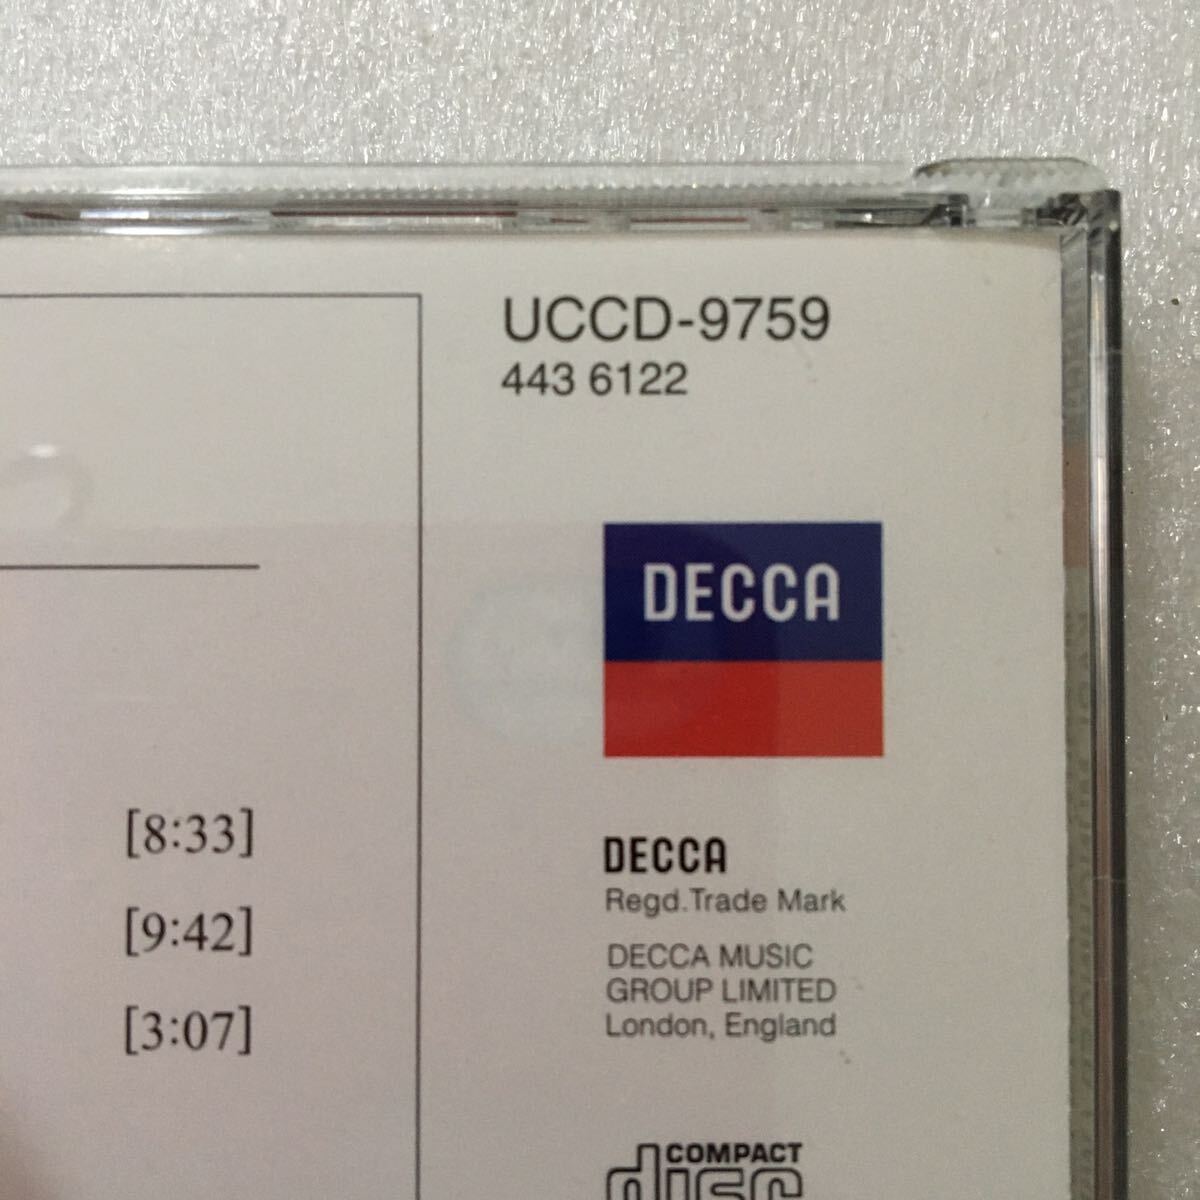 UCCD-9759
443 6122
DECCA
[8:33]
[9:42]
[3:07]
DECCA
Regd.Trade Mark
DECCA MUSIC
GROUP LIMITED
London, England
COMPACT
disc